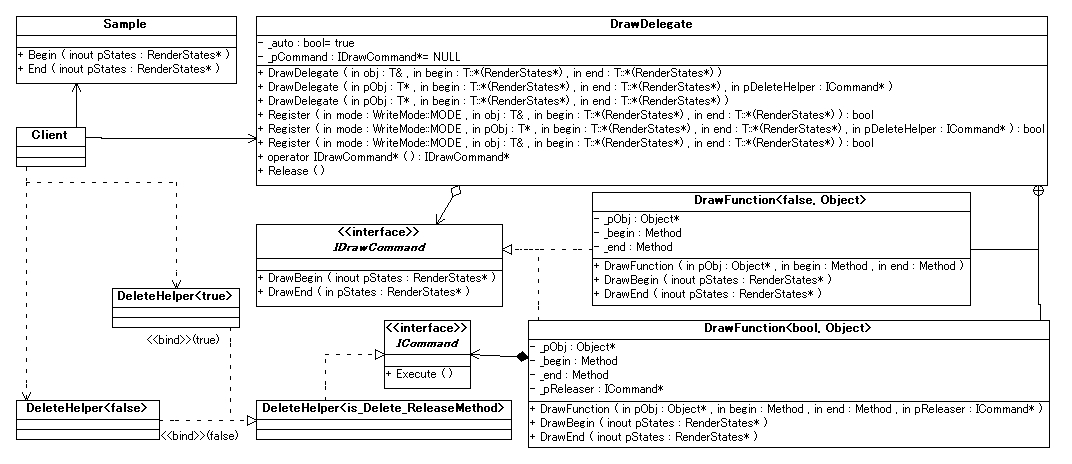 Sample
+ Begin ( inout pStates : RenderStates* )
+ End ( inout pStates : RenderStates* )
DrawDelegate
- _auto : bool= true
- _pCommand : IDrawCommand*= NULL
+ DrawDelegate ( in obj : T& , in begin : T::*(RenderStates*) , in end : T::*(RenderStates*) )
+ DrawDelegate ( in pObj : T* , in begin : T::*(RenderStates*) , in end : T::*(RenderStates*) , in pDeleteHelper : ICommand* )
+ DrawDelegate ( in pObj : T* , in begin : T::*(RenderStates*) , in end : T::*(RenderStates*) )
+ Register ( in mode : WriteMode::MODE , in obj : T& , in begin : T::*(RenderStates*) , in end : T::*(RenderStates*) ) : bool
+ Register ( in mode : WriteMode::MODE , in pObj : T* , in begin : T::*(RenderStates*) , in end : T::*(RenderStates*) , in pDeleteHelper : ICommand* ) : bool
+ Register ( in mode : WriteMode::MODE , in obj : T& , in begin : T::*(RenderStates*) , in end : T::*(RenderStates*) ) : bool
+ operator IDrawCommand* ( ) : IDrawCommand*
+ Release ( )
Client
DrawFunction<false, Object>
- _pObj : Object*
- _begin : Method
- _end : Method
+ DrawFunction ( in pObj : Object* , in begin : Method , in end : Method )
+ DrawBegin ( inout pStates : RenderStates* )
+ DrawEnd ( inout pStates : RenderStates* )
<<interface>>
IDrawCommand
+ DrawBegin ( inout pStates : RenderStates* )
+ DrawEnd ( in pStates : RenderStates* )
DeleteHelper<true>
<<bind>>(true)
<<interface>>
ICommand
+ Execute ( )
DrawFunction<bool, Object>
- _pObj : Object*
- _begin : Method
- _end : Method
- _pReleaser : ICommand*
+ DrawFunction ( in pObj : Object* , in begin : Method , in end : Method , in pReleaser : ICommand* )
+ DrawBegin ( inout pStates : RenderStates* )
+ DrawEnd ( inout pStates : RenderStates* )
DeleteHelper<false>
<<bind>>(false)
DeleteHelper<is_Delete_ReleaseMethod>